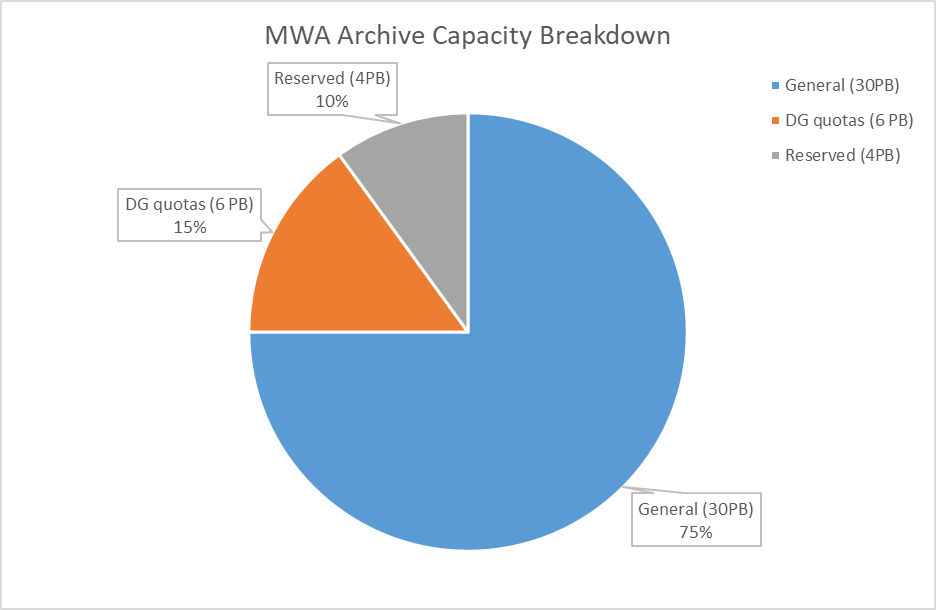 MWA Archive Capacity Breakdown
Reserved (4PB)
10%
General (30PB)
DG quotas (6 PB)
Reserved (4PB)
DG quotas (6 PB)
15%
General (30PB)
75%